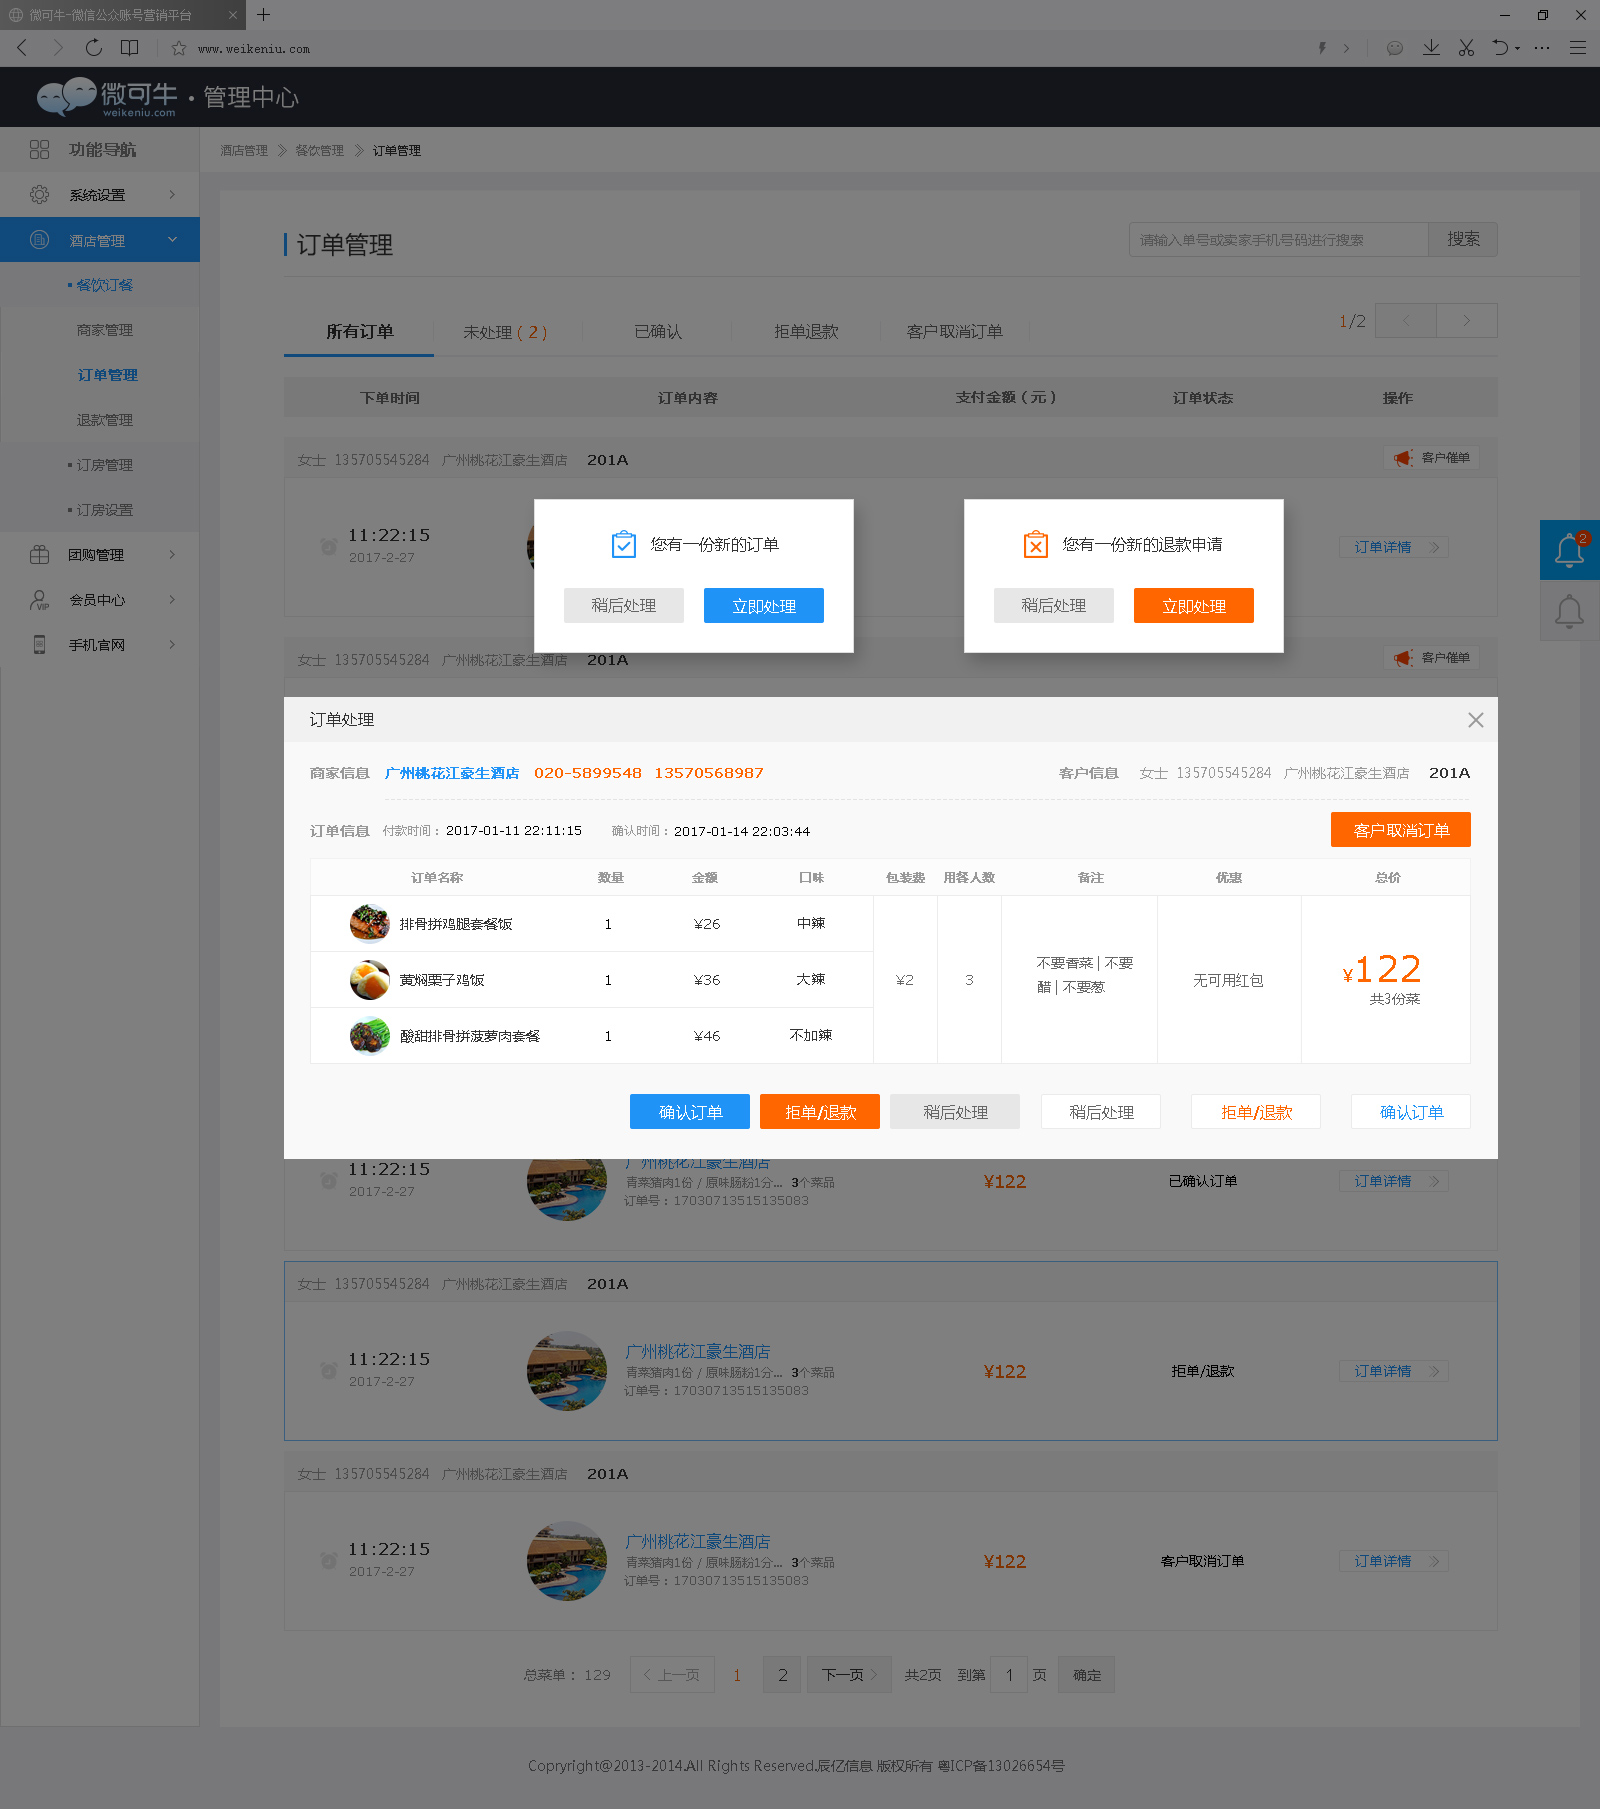 微可牛-微信公众账号营销平台
www.weikeniu.com
微可牛 · 管理中心
weikeniu.com
功能导航
酒店管理 餐饮管理 订单管理
系统设置
酒店管理
餐饮订餐
商家管理
订单管理
退款管理
订房管理
订房设置
团购管理
VIP 会员中心
手机官网
订单管理
请输入单号或卖家手机号码进行搜索 搜索
所有订单 未处理 ( 2 ) 已确认 拒单退款 客户取消订单 1/2
下单时间 订单内容 支付金额 ( 元 ) 订单状态 操作
女士 135705545284 广州桃花江豪生酒店 201A 客户催单
11:22:15
2017-2-27
订单详情
2
您有一份新的订单
稍后处理 立即处理
您有一份新的退款申请
稍后处理 立即处理
女士 135705545284 广州桃花江豪生酒店 201A 客户催单
订单处理
商家信息 广州桃花江豪生酒店 020-5899548 13570568987 客户信息 女士 135705545284 广州桃花江豪生酒店 201A
订单信息 付款时间：2017-01-11 22:11:15 确认时间：2017-01-14 22:03:44 客户取消订单
订单名称 数量 金额 口味 包装费 用餐人数 备注 优惠 总价
排骨拼鸡腿套餐饭 1 ¥26 中辣
黄焖栗子鸡饭 1 ¥36 大辣
酸甜排骨拼菠萝肉套餐 1 ¥46 不加辣
¥2 3
不要香菜 | 不要
醋 | 不要葱
无可用红包
¥122
共3份菜
确认订单 拒单/退款 稍后处理 稍后处理 拒单/退款 确认订单
11:22:15
2017-2-27
广州桃花江豪生酒店
青菜猪肉1份 / 原味肠粉1分... 3个菜品
订单号：17030713515135083
¥122 已确认订单 订单详情
女士 135705545284 广州桃花江豪生酒店 201A
11:22:15
2017-2-27
广州桃花江豪生酒店
青菜猪肉1份 / 原味肠粉1分... 3个菜品
订单号：17030713515135083
¥122 拒单/退款 订单详情
女士 135705545284 广州桃花江豪生酒店 201A
11:22:15
2017-2-27
广州桃花江豪生酒店
青菜猪肉1份 / 原味肠粉1分... 3个菜品
订单号：17030713515135083
¥122 客户取消订单 订单详情
总菜单：129 上一页 1 2 下一页 共2页 到第 1 页 确定
Copryright@2013-2014.All Rights Reserved.辰亿信息 版权所有 粤ICP备13026654号